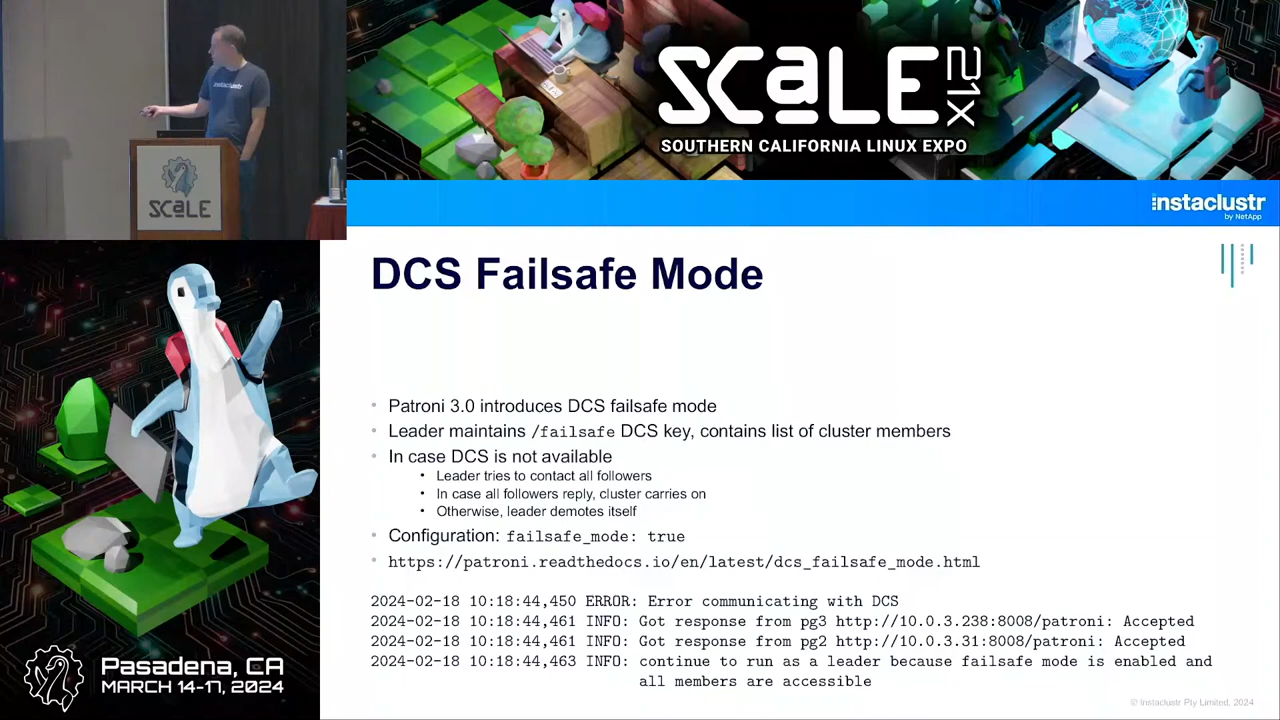 instaclustr
SCaLE
SCaLE 21X
SOUTHERN CALIFORNIA LINUX EXPO
instaclustr
by NetApp
DCS Failsafe Mode
• Patroni 3.0 introduces DCS failsafe mode
• Leader maintains /failsafe DCS key, contains list of cluster members
• In case DCS is not available
• Leader tries to contact all followers
• In case all followers reply, cluster carries on
• Otherwise, leader demotes itself
• Configuration: failsafe_mode: true
• https://patroni.readthedocs.io/en/latest/dcs_failsafe_mode.html
2024-02-18 10:18:44,450 ERROR: Error communicating with DCS
2024-02-18 10:18:44,461 INFO: Got response from pg3 http://10.0.3.238:8008/patroni: Accepted
2024-02-18 10:18:44,461 INFO: Got response from pg2 http://10.0.3.31:8008/patroni: Accepted
2024-02-18 10:18:44,463 INFO: continue to run as a leader because failsafe mode is enabled and
all members are accessible
Pasadena, CA
MARCH 14-17, 2024
© Instaclustr Pty Limited, 2024